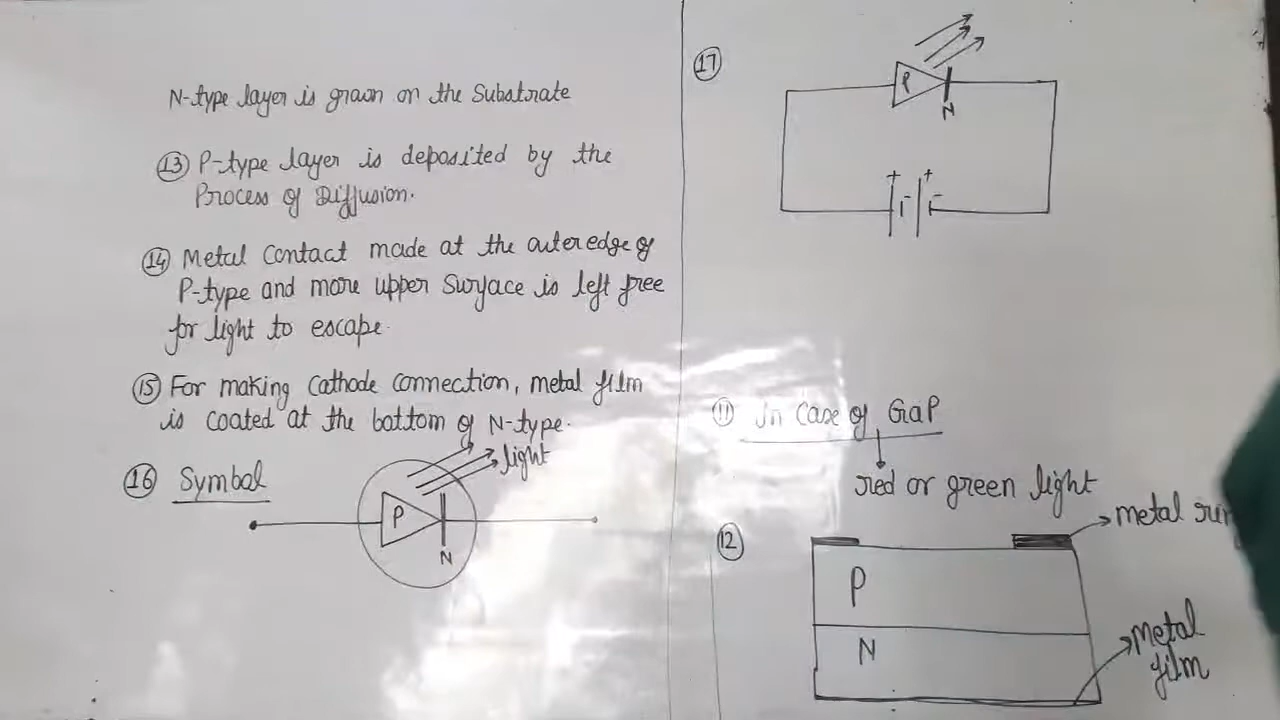 N-type layer is grown on the Substrate
13 P-type layer is deposited by the
Process of Diffusion.
14 Metal Contact made at the outer edge of
P-type and more upper Surface is left free
for light to escape.
15 For making Cathode Connection, metal film
is coated at the bottom of N-type.
16 Symbol
light
P
N
17
P
N
+ +
- -
11 In Case of GaP
red or green light
12
metal
P
N
Metal
film